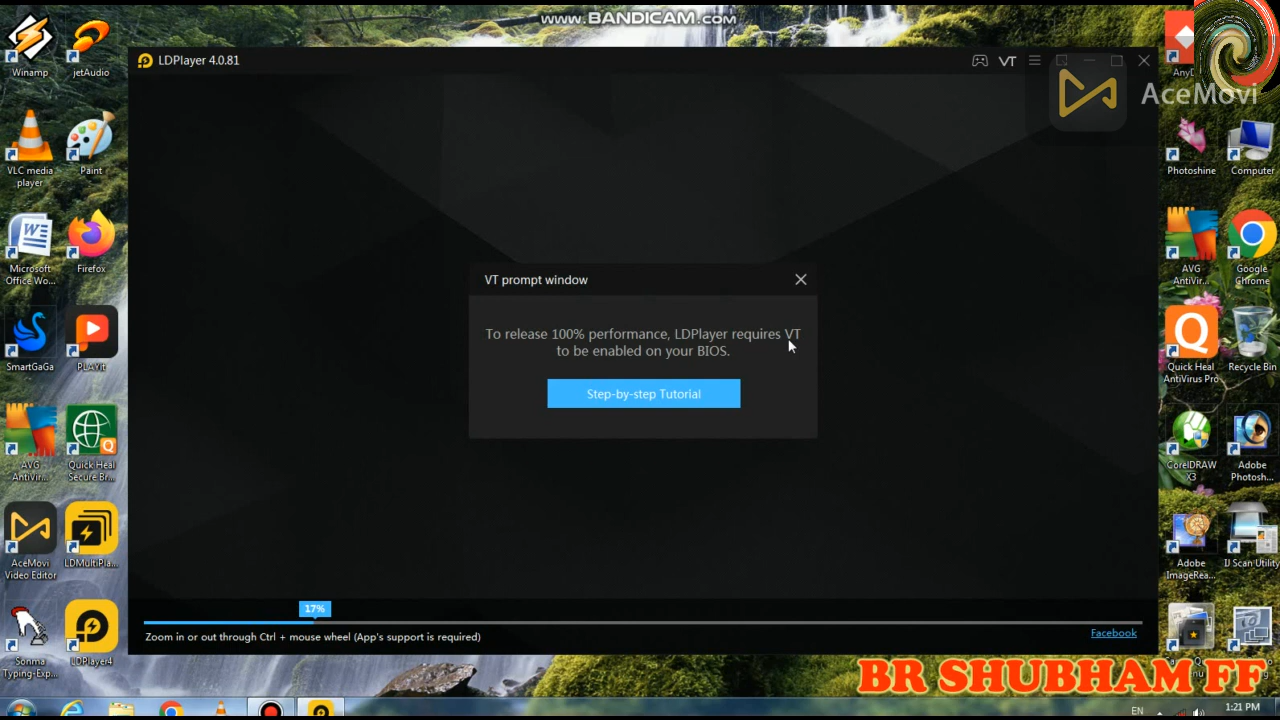 www.BANDICAM.com
LDPlayer 4.0.81
VT
AceMovi
Winamp
jetAudio
VLC media
player
Paint
Photoshine
Computer
Microsoft
Office Wo...
Firefox
AVG
AntiVir...
Google
Chrome
VT prompt window
To release 100% performance, LDPlayer requires VT
to be enabled on your BIOS.
Step-by-step Tutorial
SmartGaGa
PLAYit
Quick Heal
AntiVirus Pro
Recycle Bin
AVG
AntiVir...
Quick Heal
Secure Br...
CorelDRAW
X3
Adobe
Photosh...
AceMovi
Video Editor
LDMultiPla...
Adobe
ImageRea...
IJ Scan Utility
Sonma
Typing-Exp...
LDPlayer4
17%
Zoom in or out through Ctrl + mouse wheel (App's support is required)
Facebook
BR SHUBHAM FF
EN
1:21 PM